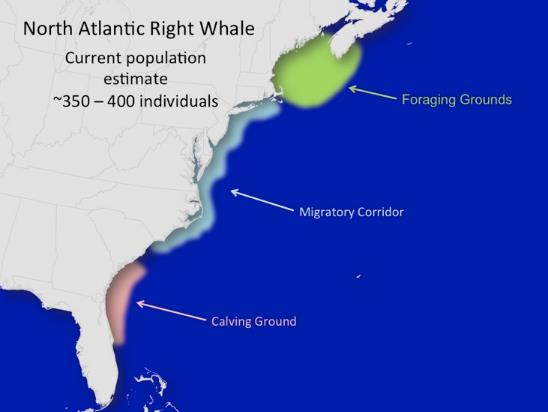 North Atlantic Right Whale
Current population
estimate
~350 – 400 individuals
Foraging Grounds
Migratory Corridor
Calving Ground